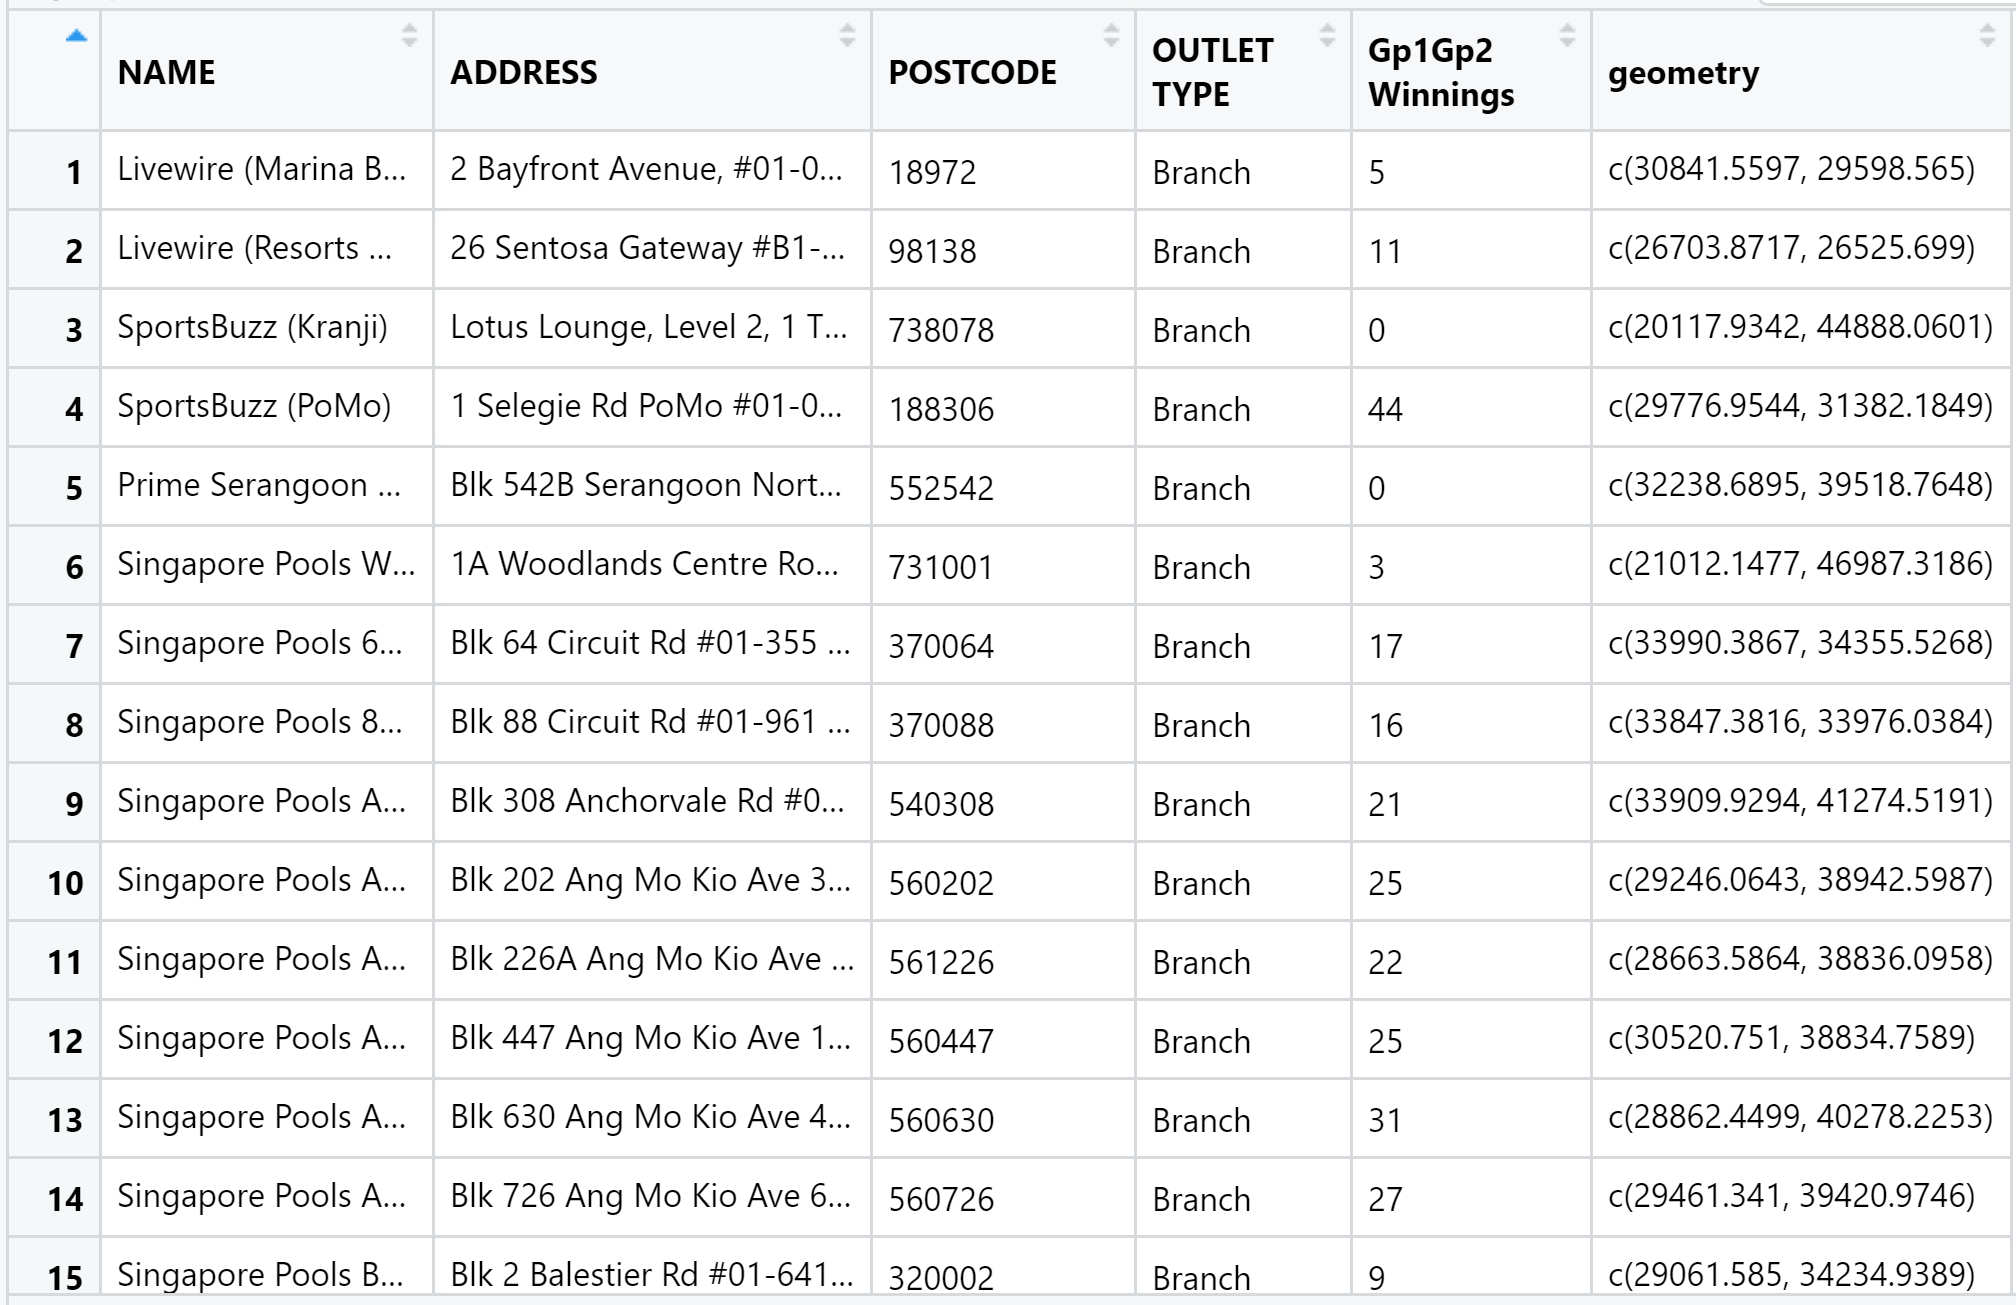 NAME ADDRESS POSTCODE OUTLET TYPE Gp1Gp2 Winnings geometry
1 Livewire (Marina B... 2 Bayfront Avenue, #01-0... 18972 Branch 5 c(30841.5597, 29598.565)
2 Livewire (Resorts ... 26 Sentosa Gateway #B1-... 98138 Branch 11 c(26703.8717, 26525.699)
3 SportsBuzz (Kranji) Lotus Lounge, Level 2, 1 T... 738078 Branch 0 c(20117.9342, 44888.0601)
4 SportsBuzz (PoMo) 1 Selegie Rd PoMo #01-0... 188306 Branch 44 c(29776.9544, 31382.1849)
5 Prime Serangoon ... Blk 542B Serangoon Nort... 552542 Branch 0 c(32238.6895, 39518.7648)
6 Singapore Pools W... 1A Woodlands Centre Ro... 731001 Branch 3 c(21012.1477, 46987.3186)
7 Singapore Pools 6... Blk 64 Circuit Rd #01-355 ... 370064 Branch 17 c(33990.3867, 34355.5268)
8 Singapore Pools 8... Blk 88 Circuit Rd #01-961 ... 370088 Branch 16 c(33847.3816, 33976.0384)
9 Singapore Pools A... Blk 308 Anchorvale Rd #0... 540308 Branch 21 c(33909.9294, 41274.5191)
10 Singapore Pools A... Blk 202 Ang Mo Kio Ave 3... 560202 Branch 25 c(29246.0643, 38942.5987)
11 Singapore Pools A... Blk 226A Ang Mo Kio Ave ... 561226 Branch 22 c(28663.5864, 38836.0958)
12 Singapore Pools A... Blk 447 Ang Mo Kio Ave 1... 560447 Branch 25 c(30520.751, 38834.7589)
13 Singapore Pools A... Blk 630 Ang Mo Kio Ave 4... 560630 Branch 31 c(28862.4499, 40278.2253)
14 Singapore Pools A... Blk 726 Ang Mo Kio Ave 6... 560726 Branch 27 c(29461.341, 39420.9746)
15 Singapore Pools B... Blk 2 Balestier Rd #01-641... 320002 Branch 9 c(29061.585, 34234.9389)